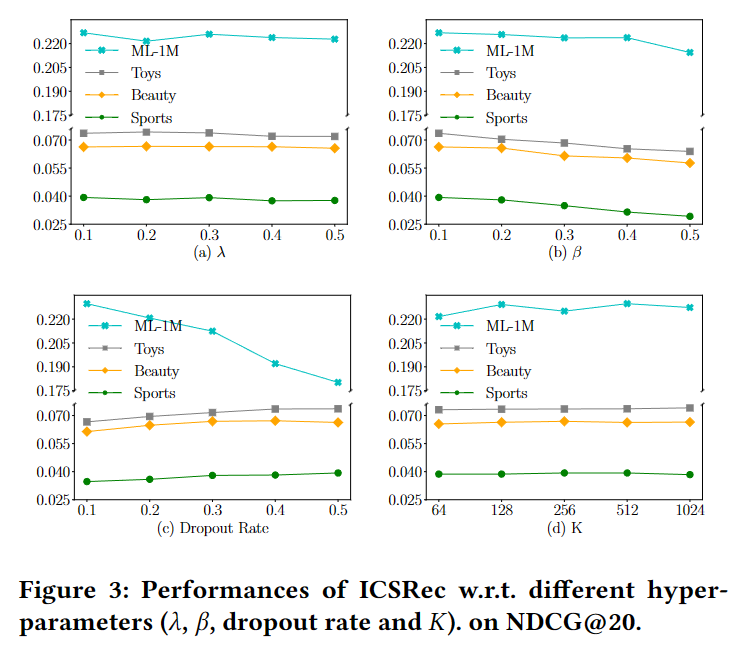 0.220
0.205
0.190
0.175
0.070
0.055
0.040
0.025
ML-1M
Toys
Beauty
Sports
0.1 0.2 0.3 0.4 0.5
(a) λ
0.220
0.205
0.190
0.175
0.070
0.055
0.040
0.025
ML-1M
Toys
Beauty
Sports
0.1 0.2 0.3 0.4 0.5
(b) β
0.220
0.205
0.190
0.175
0.070
0.055
0.040
0.025
ML-1M
Toys
Beauty
Sports
0.1 0.2 0.3 0.4 0.5
(c) Dropout Rate
0.220
0.205
0.190
0.175
0.070
0.055
0.040
0.025
ML-1M
Toys
Beauty
Sports
64 128 256 512 1024
(d) K
Figure 3: Performances of ICSRec w.r.t. different hyper-
parameters (λ, β, dropout rate and K). on NDCG@20.